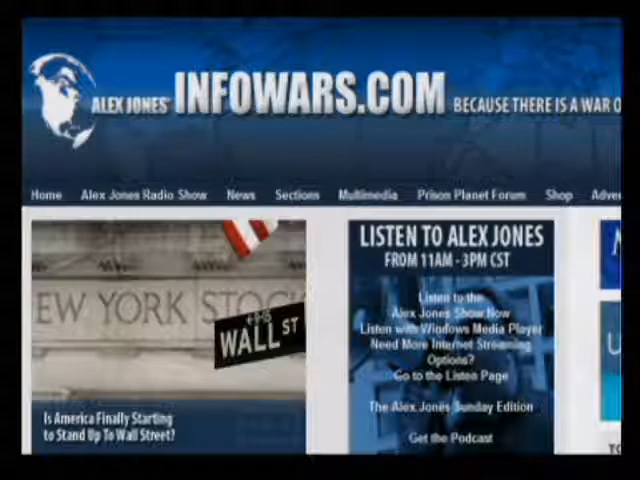 ALEX JONES' INFOWARS.COM BECAUSE THERE IS A WAR O
Home Alex Jones Radio Show News Sections Multimedia Prison Planet Forum Shop Adve
EW YORK STOC
WALL ST
Is America Finally Starting
to Stand Up To Wall Street?
LISTEN TO ALEX JONES
FROM 11AM - 3PM CST
Listen to the
Alex Jones Show Now
Listen with Windows Media Player
Need More Internet Streaming
Options?
Go to the Listen Page
The Alex Jones Sunday Edition
Get the Podcast